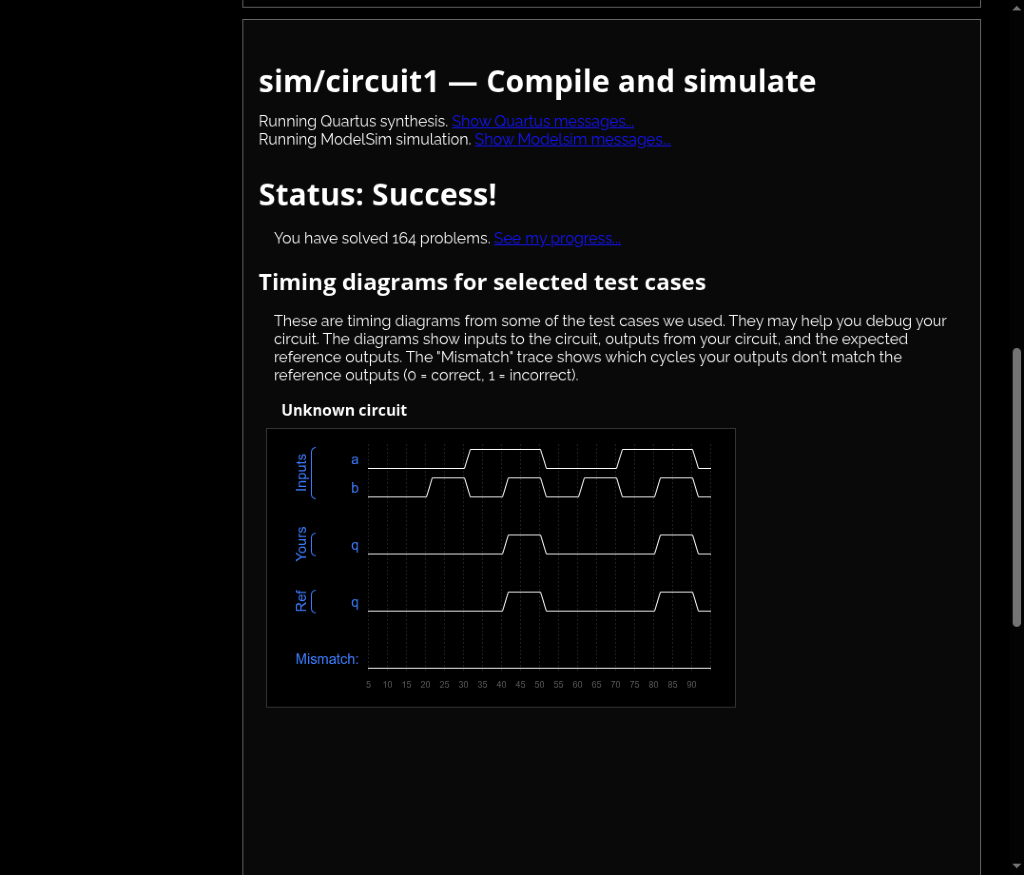 sim/circuit1 — Compile and simulate
Running Quartus synthesis. Show Quartus messages...
Running ModelSim simulation. Show Modelsim messages...
Status: Success!
You have solved 164 problems. See my progress...
Timing diagrams for selected test cases
These are timing diagrams from some of the test cases we used. They may help you debug your
circuit. The diagrams show inputs to the circuit, outputs from your circuit, and the expected
reference outputs. The "Mismatch" trace shows which cycles your outputs don't match the
reference outputs (0 = correct, 1 = incorrect).
Unknown circuit
Inputs
a
b
Yours
q
Ref
q
Mismatch:
5 10 15 20 25 30 35 40 45 50 55 60 65 70 75 80 85 90